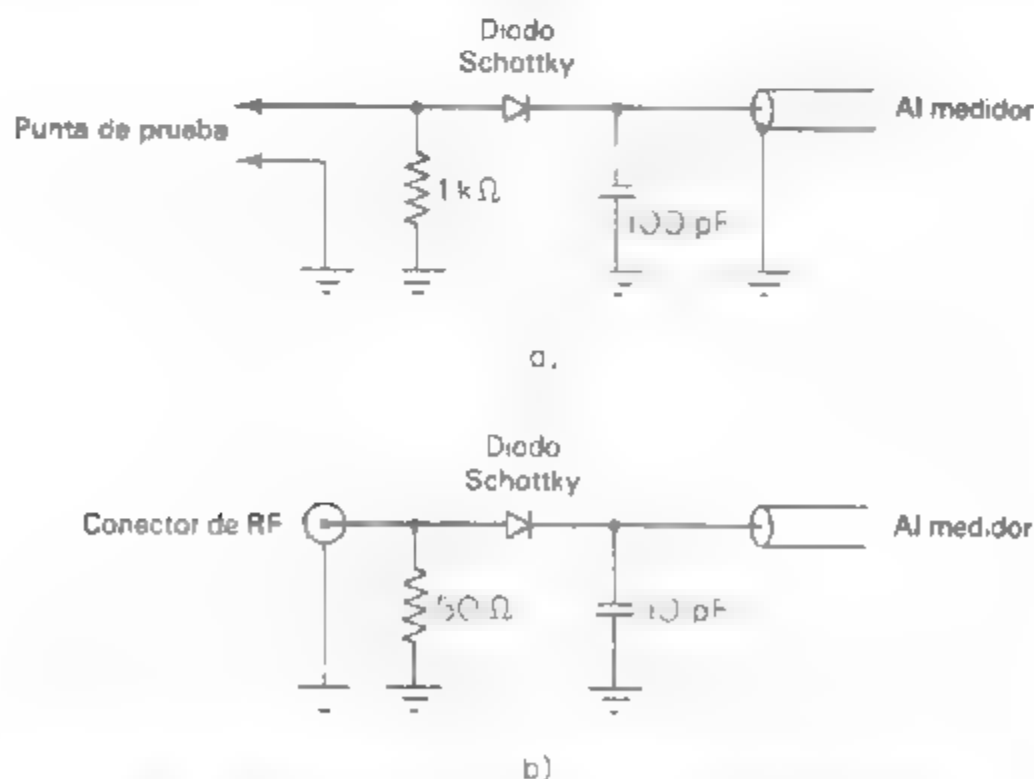 Diodo
Schottky
Punta de prueba
Al medidor
1 kΩ
100 pF
a.
Diodo
Schottky
Conector de RF
Al medidor
50 Ω
10 pF
b)